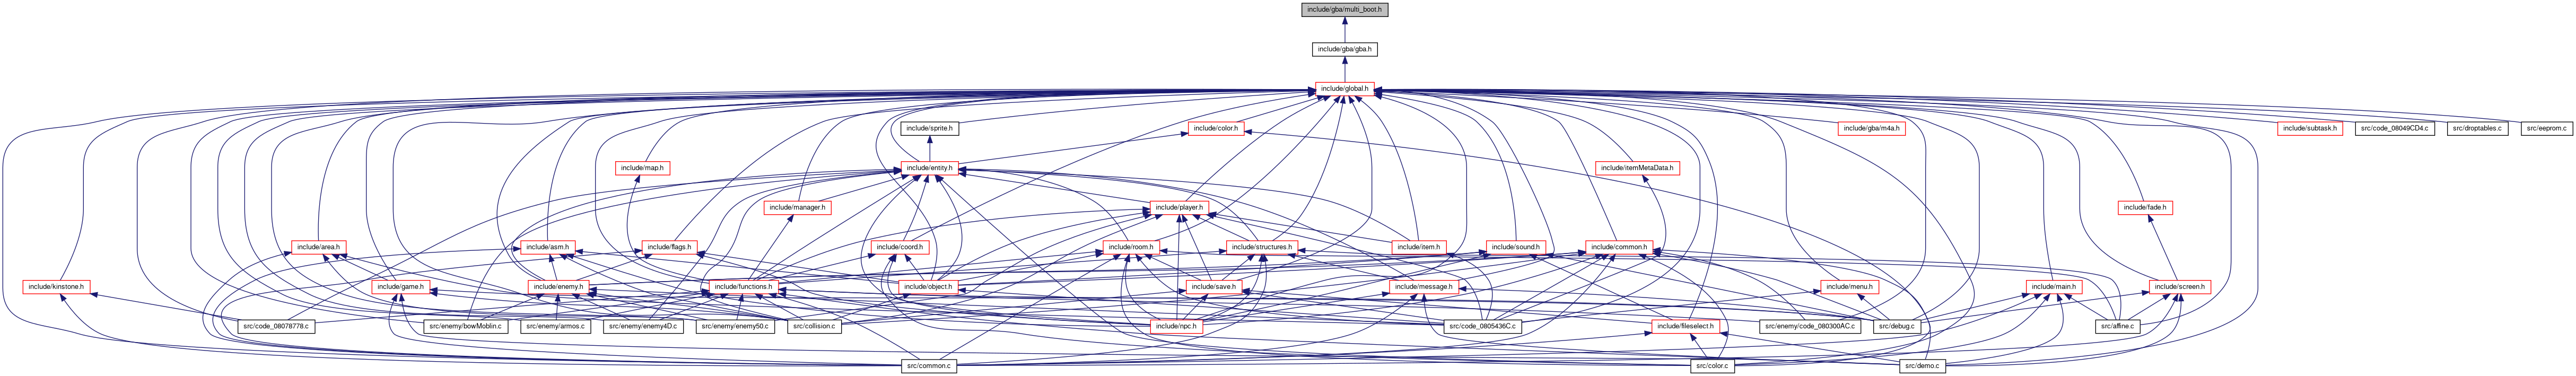 include/gba/multi_boot.h
include/gba/gba.h
include/global.h
include/sprite.h
include/color.h
include/gba/m4a.h
include/subtask.h
src/code_08049CD4.c
src/droptables.c
src/eeprom.c
include/map.h
include/entity.h
include/itemMetaData.h
include/manager.h
include/player.h
include/fade.h
include/area.h
include/asm.h
include/flags.h
include/coord.h
include/room.h
include/structures.h
include/item.h
include/sound.h
include/common.h
include/kinstone.h
include/game.h
include/enemy.h
include/functions.h
include/object.h
include/save.h
include/message.h
include/menu.h
include/main.h
include/screen.h
src/code_08078778.c
src/enemy/bowMoblin.c
src/enemy/armos.c
src/enemy/enemy4D.c
src/enemy/enemy50.c
src/collision.c
include/npc.h
src/code_0805436C.c
include/fileselect.h
src/enemy/code_080300AC.c
src/debug.c
src/affine.c
src/common.c
src/color.c
src/demo.c